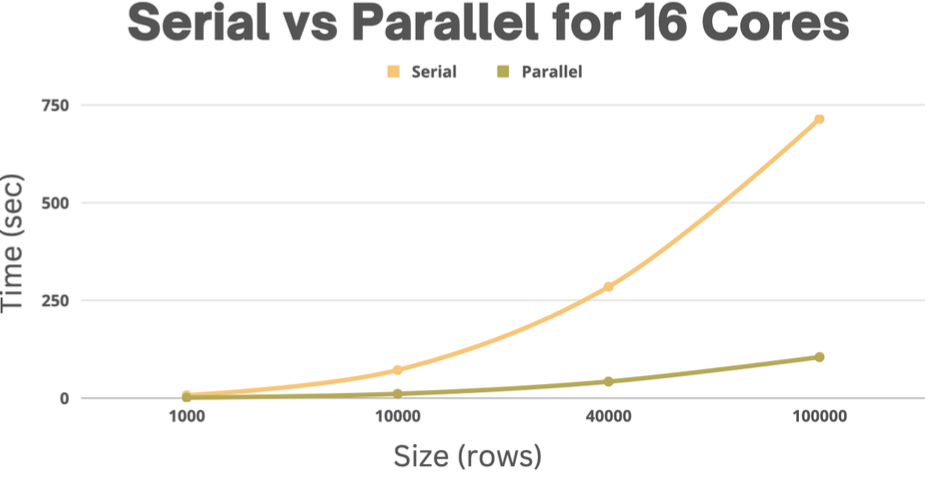 Serial vs Parallel for 16 Cores
Serial Parallel
750
500
250
0
Time (sec)
1000 10000 40000 100000
Size (rows)